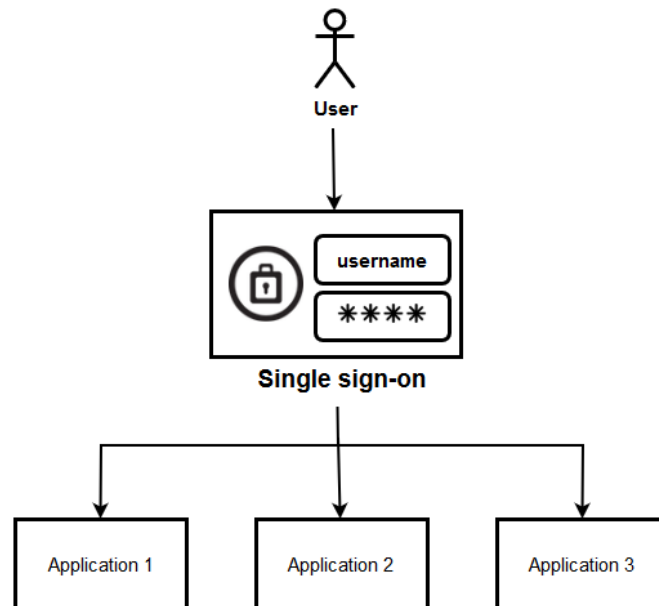 User
username
****
Single sign-on
Application 1
Application 2
Application 3